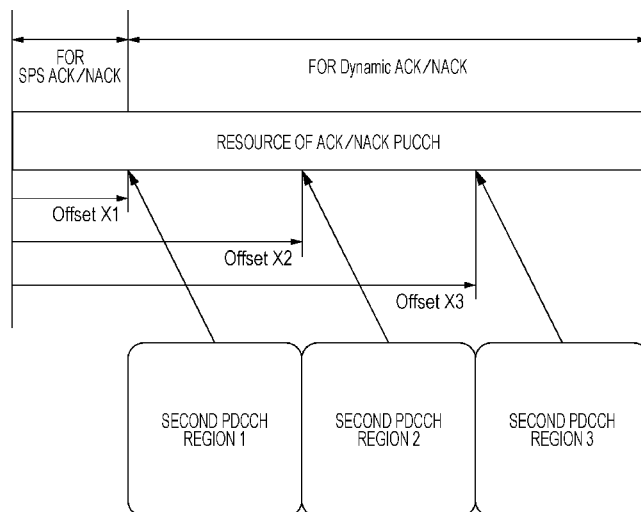 FOR
SPS ACK/NACK
FOR Dynamic ACK/NACK
RESOURCE OF ACK/NACK PUCCH
Offset X1
Offset X2
Offset X3
SECOND PDCCH
REGION 1
SECOND PDCCH
REGION 2
SECOND PDCCH
REGION 3